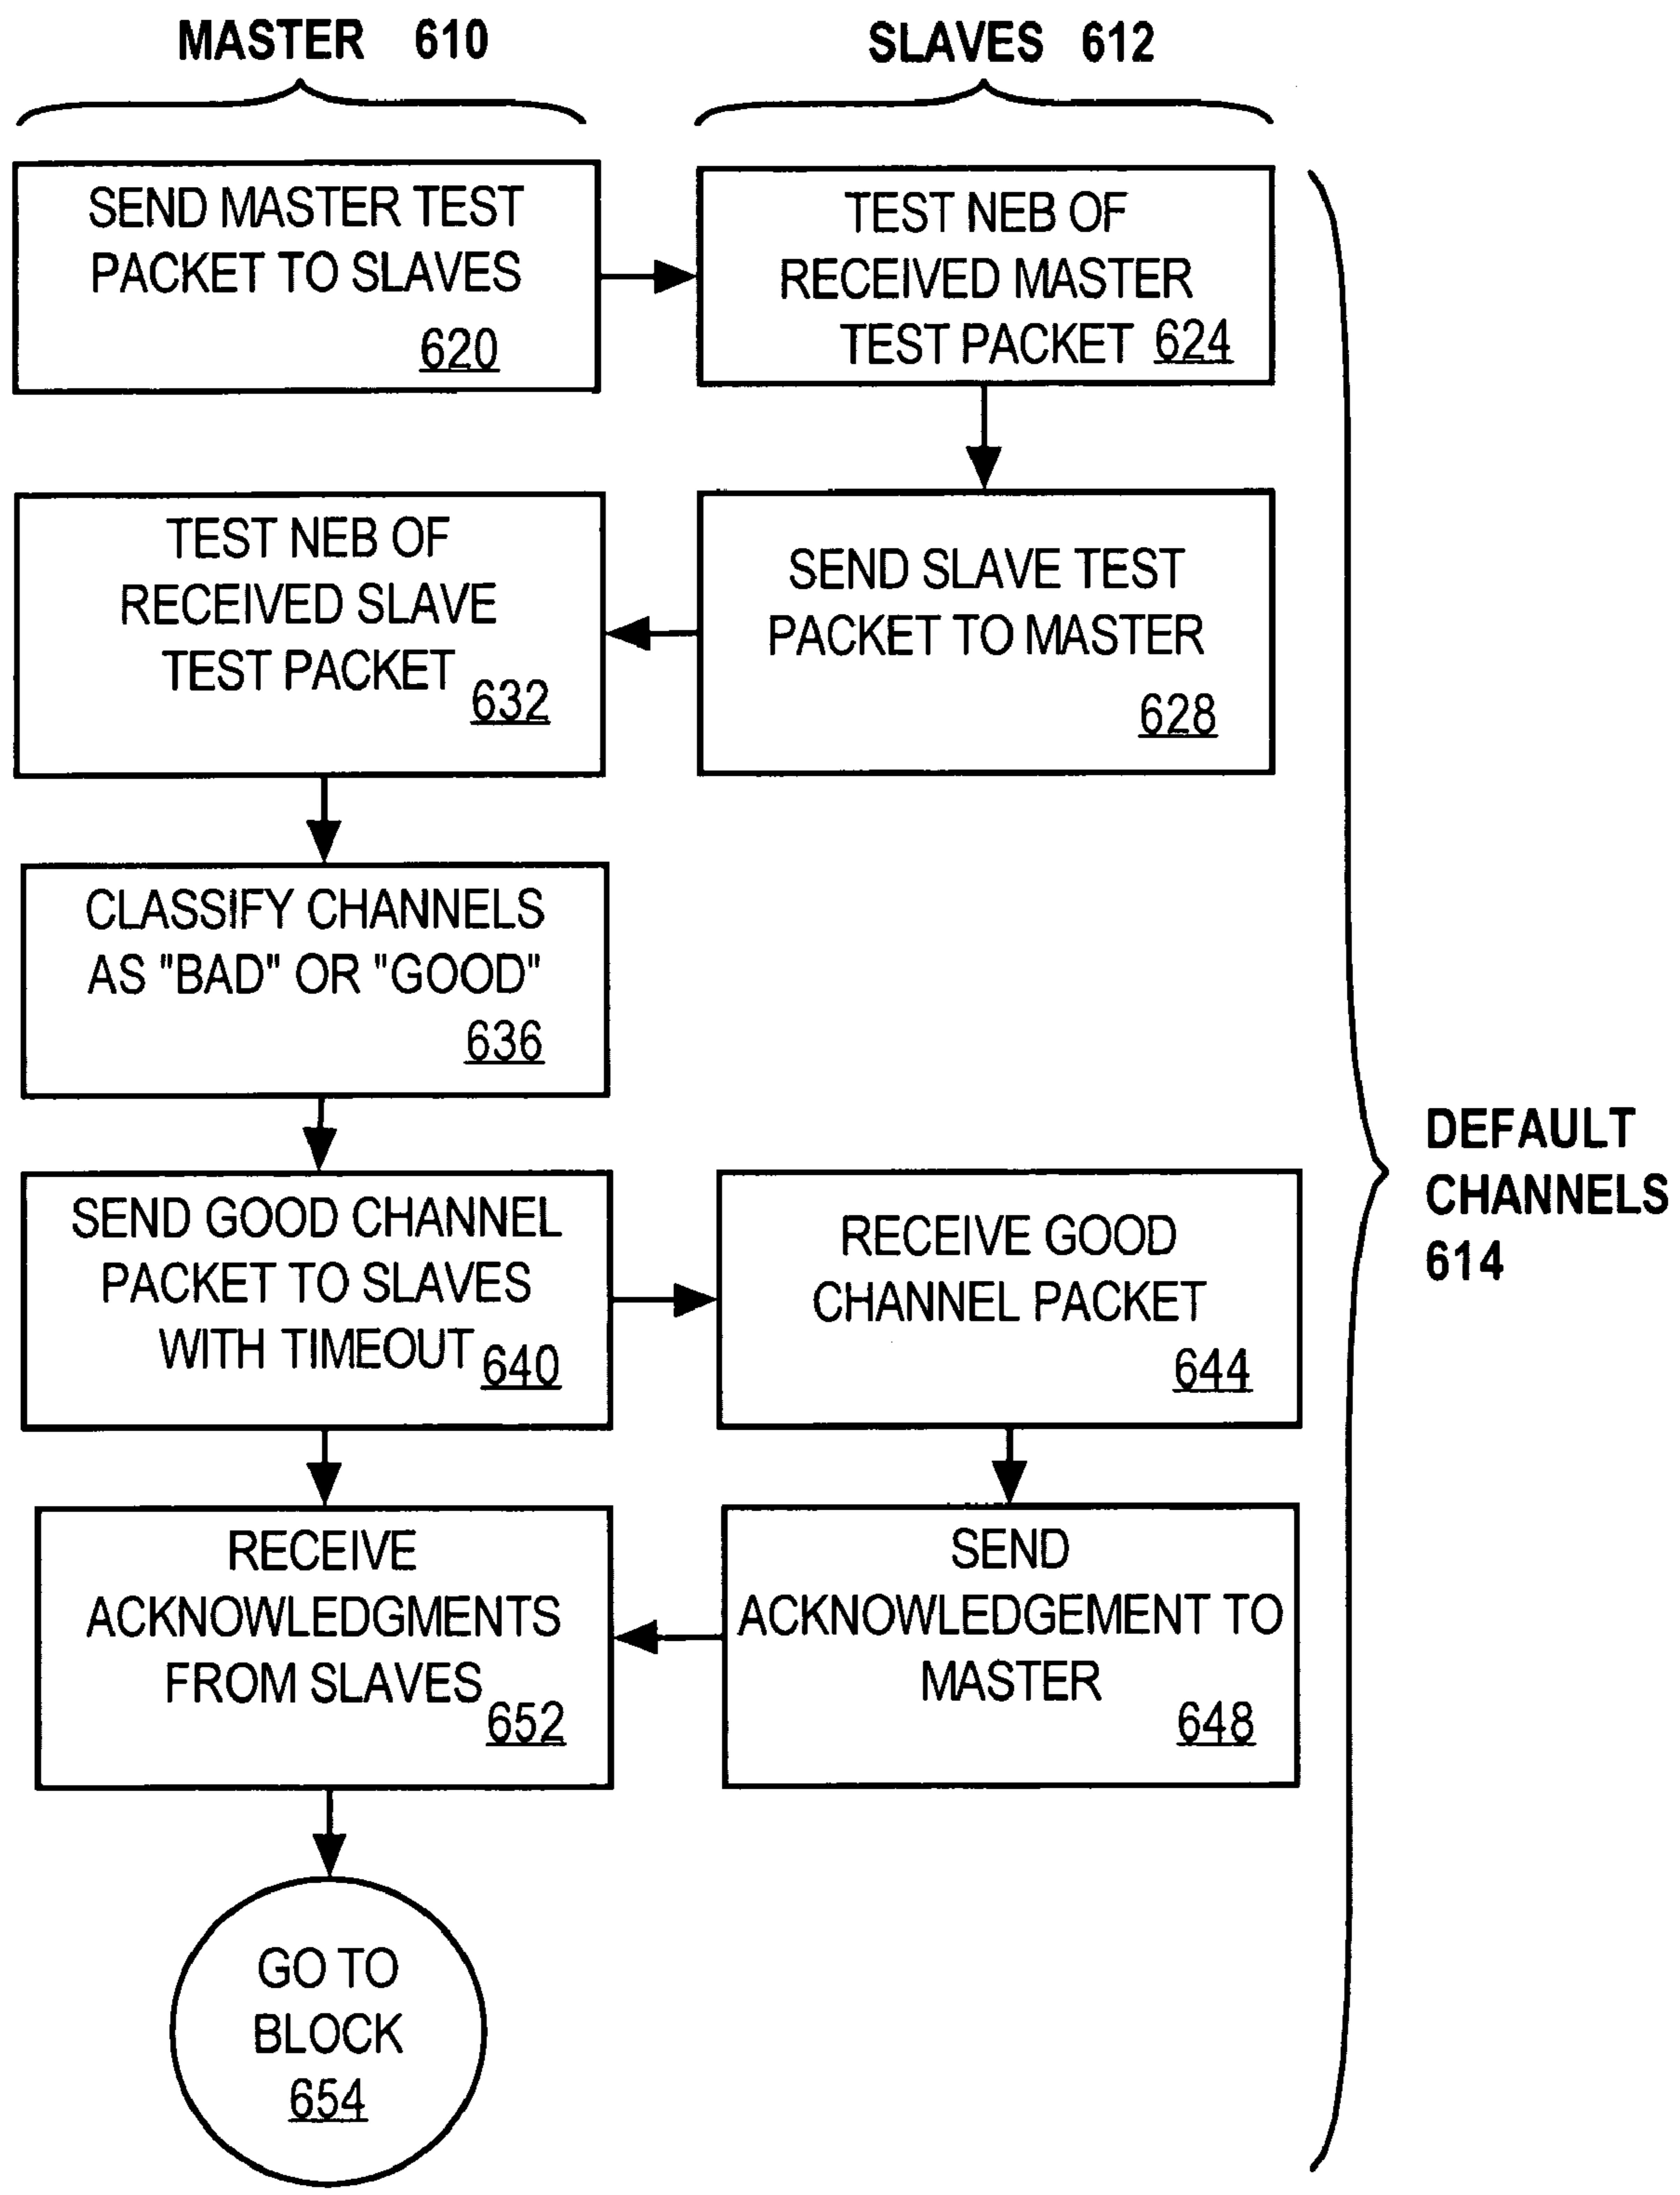 MASTER 610
SLAVES 612
SEND MASTER TEST
PACKET TO SLAVES
620
TEST NEB OF
RECEIVED MASTER
TEST PACKET 624
TEST NEB OF
RECEIVED SLAVE
TEST PACKET
632
SEND SLAVE TEST
PACKET TO MASTER
628
CLASSIFY CHANNELS
AS "BAD" OR "GOOD"
636
DEFAULT
CHANNELS
614
SEND GOOD CHANNEL
PACKET TO SLAVES
WITH TIMEOUT 640
RECEIVE GOOD
CHANNEL PACKET
644
RECEIVE
ACKNOWLEDGMENTS
FROM SLAVES
652
SEND
ACKNOWLEDGEMENT TO
MASTER
648
GO TO
BLOCK
654